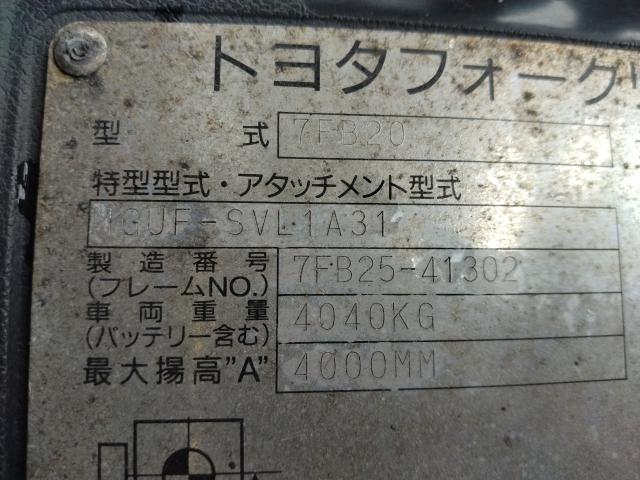 トヨタフォーク
型 式 7FB20
特型型式・アタッチメント型式
GUF-SVL1A31
製造番号 7FB25-41302
(フレームNO.)
車両重量 4040KG
(バッテリー含む)
最大揚高"A" 4000MM